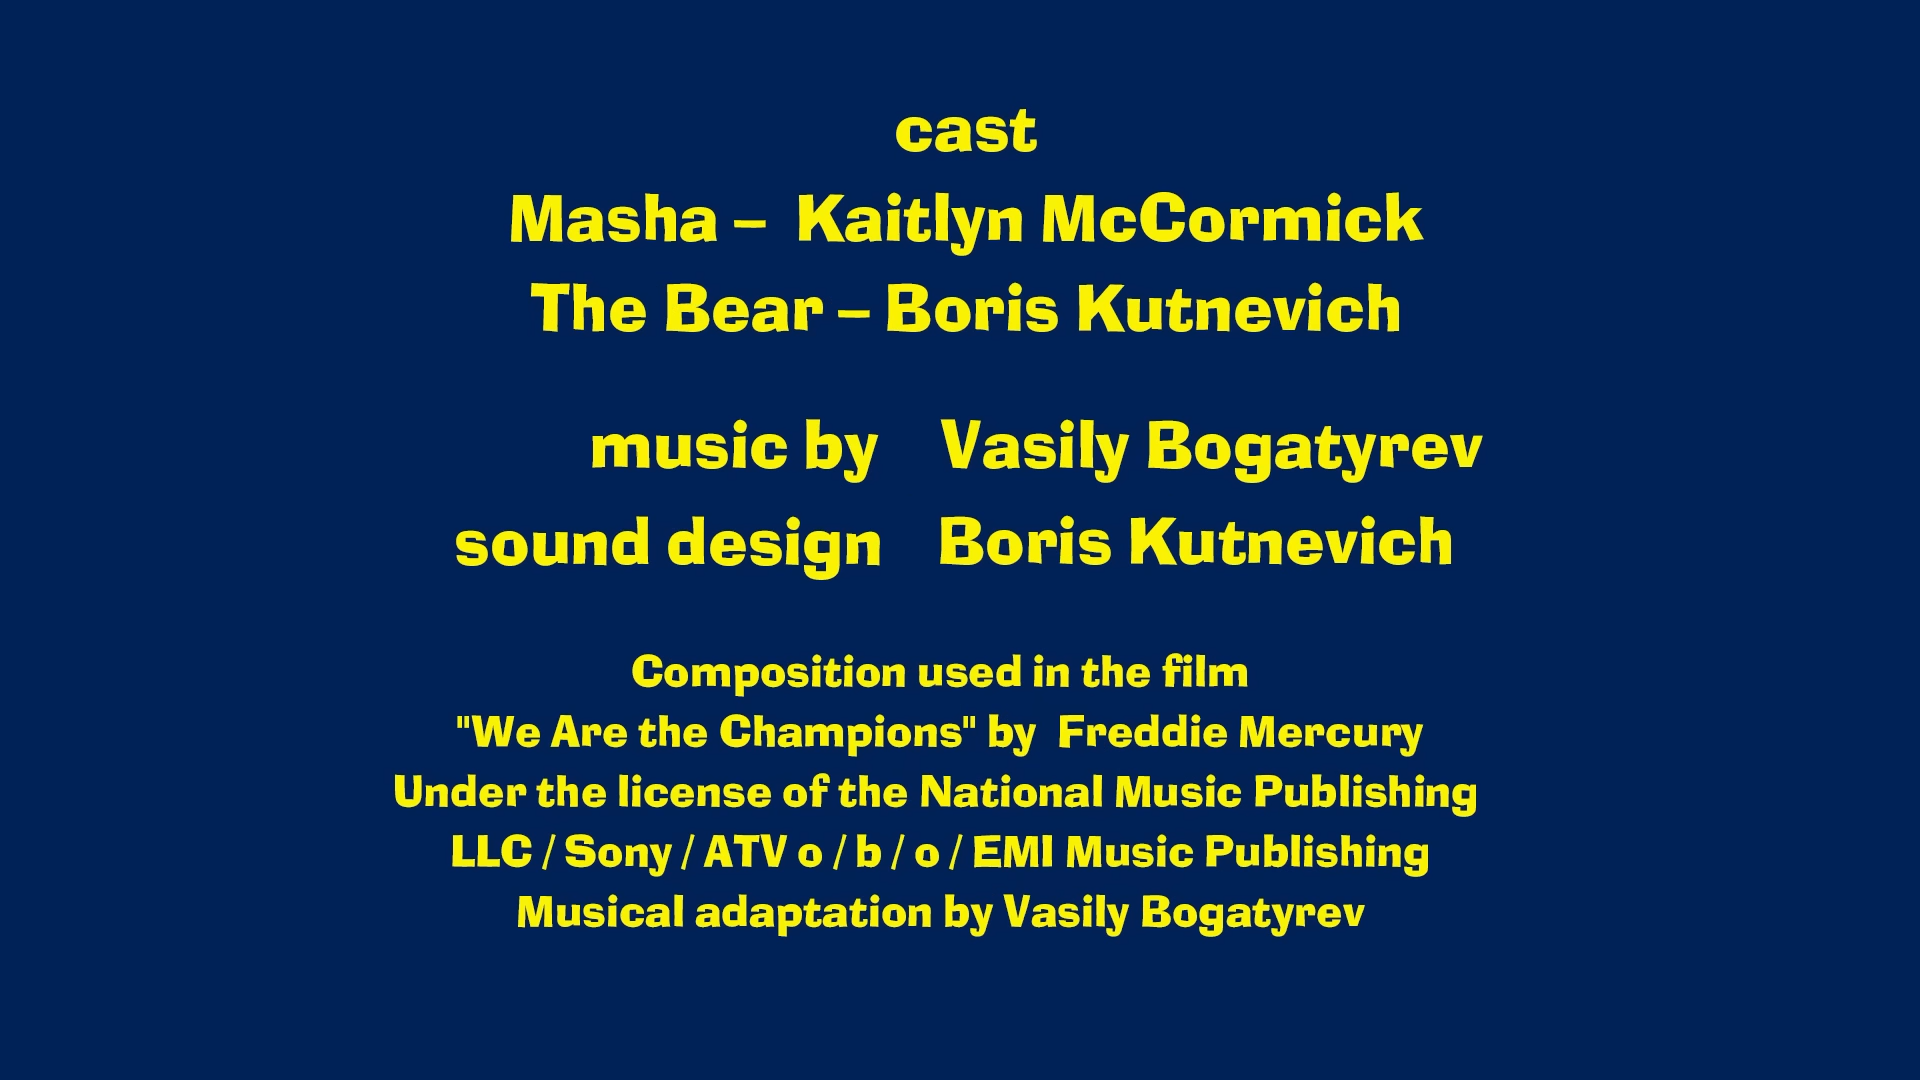 cast
Masha – Kaitlyn McCormick
The Bear – Boris Kutnevich
music by Vasily Bogatyrev
sound design Boris Kutnevich
Composition used in the film
"We Are the Champions" by Freddie Mercury
Under the license of the National Music Publishing
LLC / Sony / ATV o / b / o / EMI Music Publishing
Musical adaptation by Vasily Bogatyrev